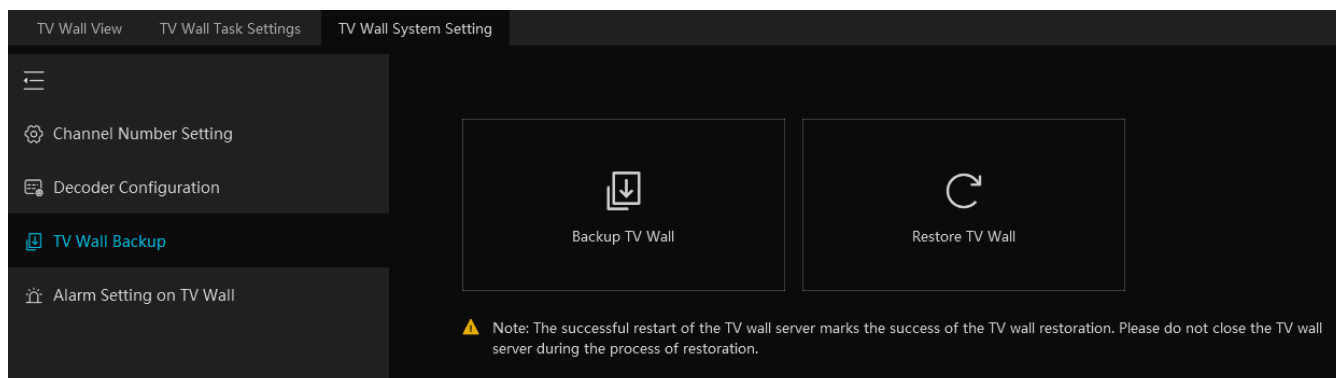 TV Wall View TV Wall Task Settings TV Wall System Setting
Channel Number Setting
Decoder Configuration
TV Wall Backup
Alarm Setting on TV Wall
Backup TV Wall
Restore TV Wall
Note: The successful restart of the TV wall server marks the success of the TV wall restoration. Please do not close the TV wall
server during the process of restoration.